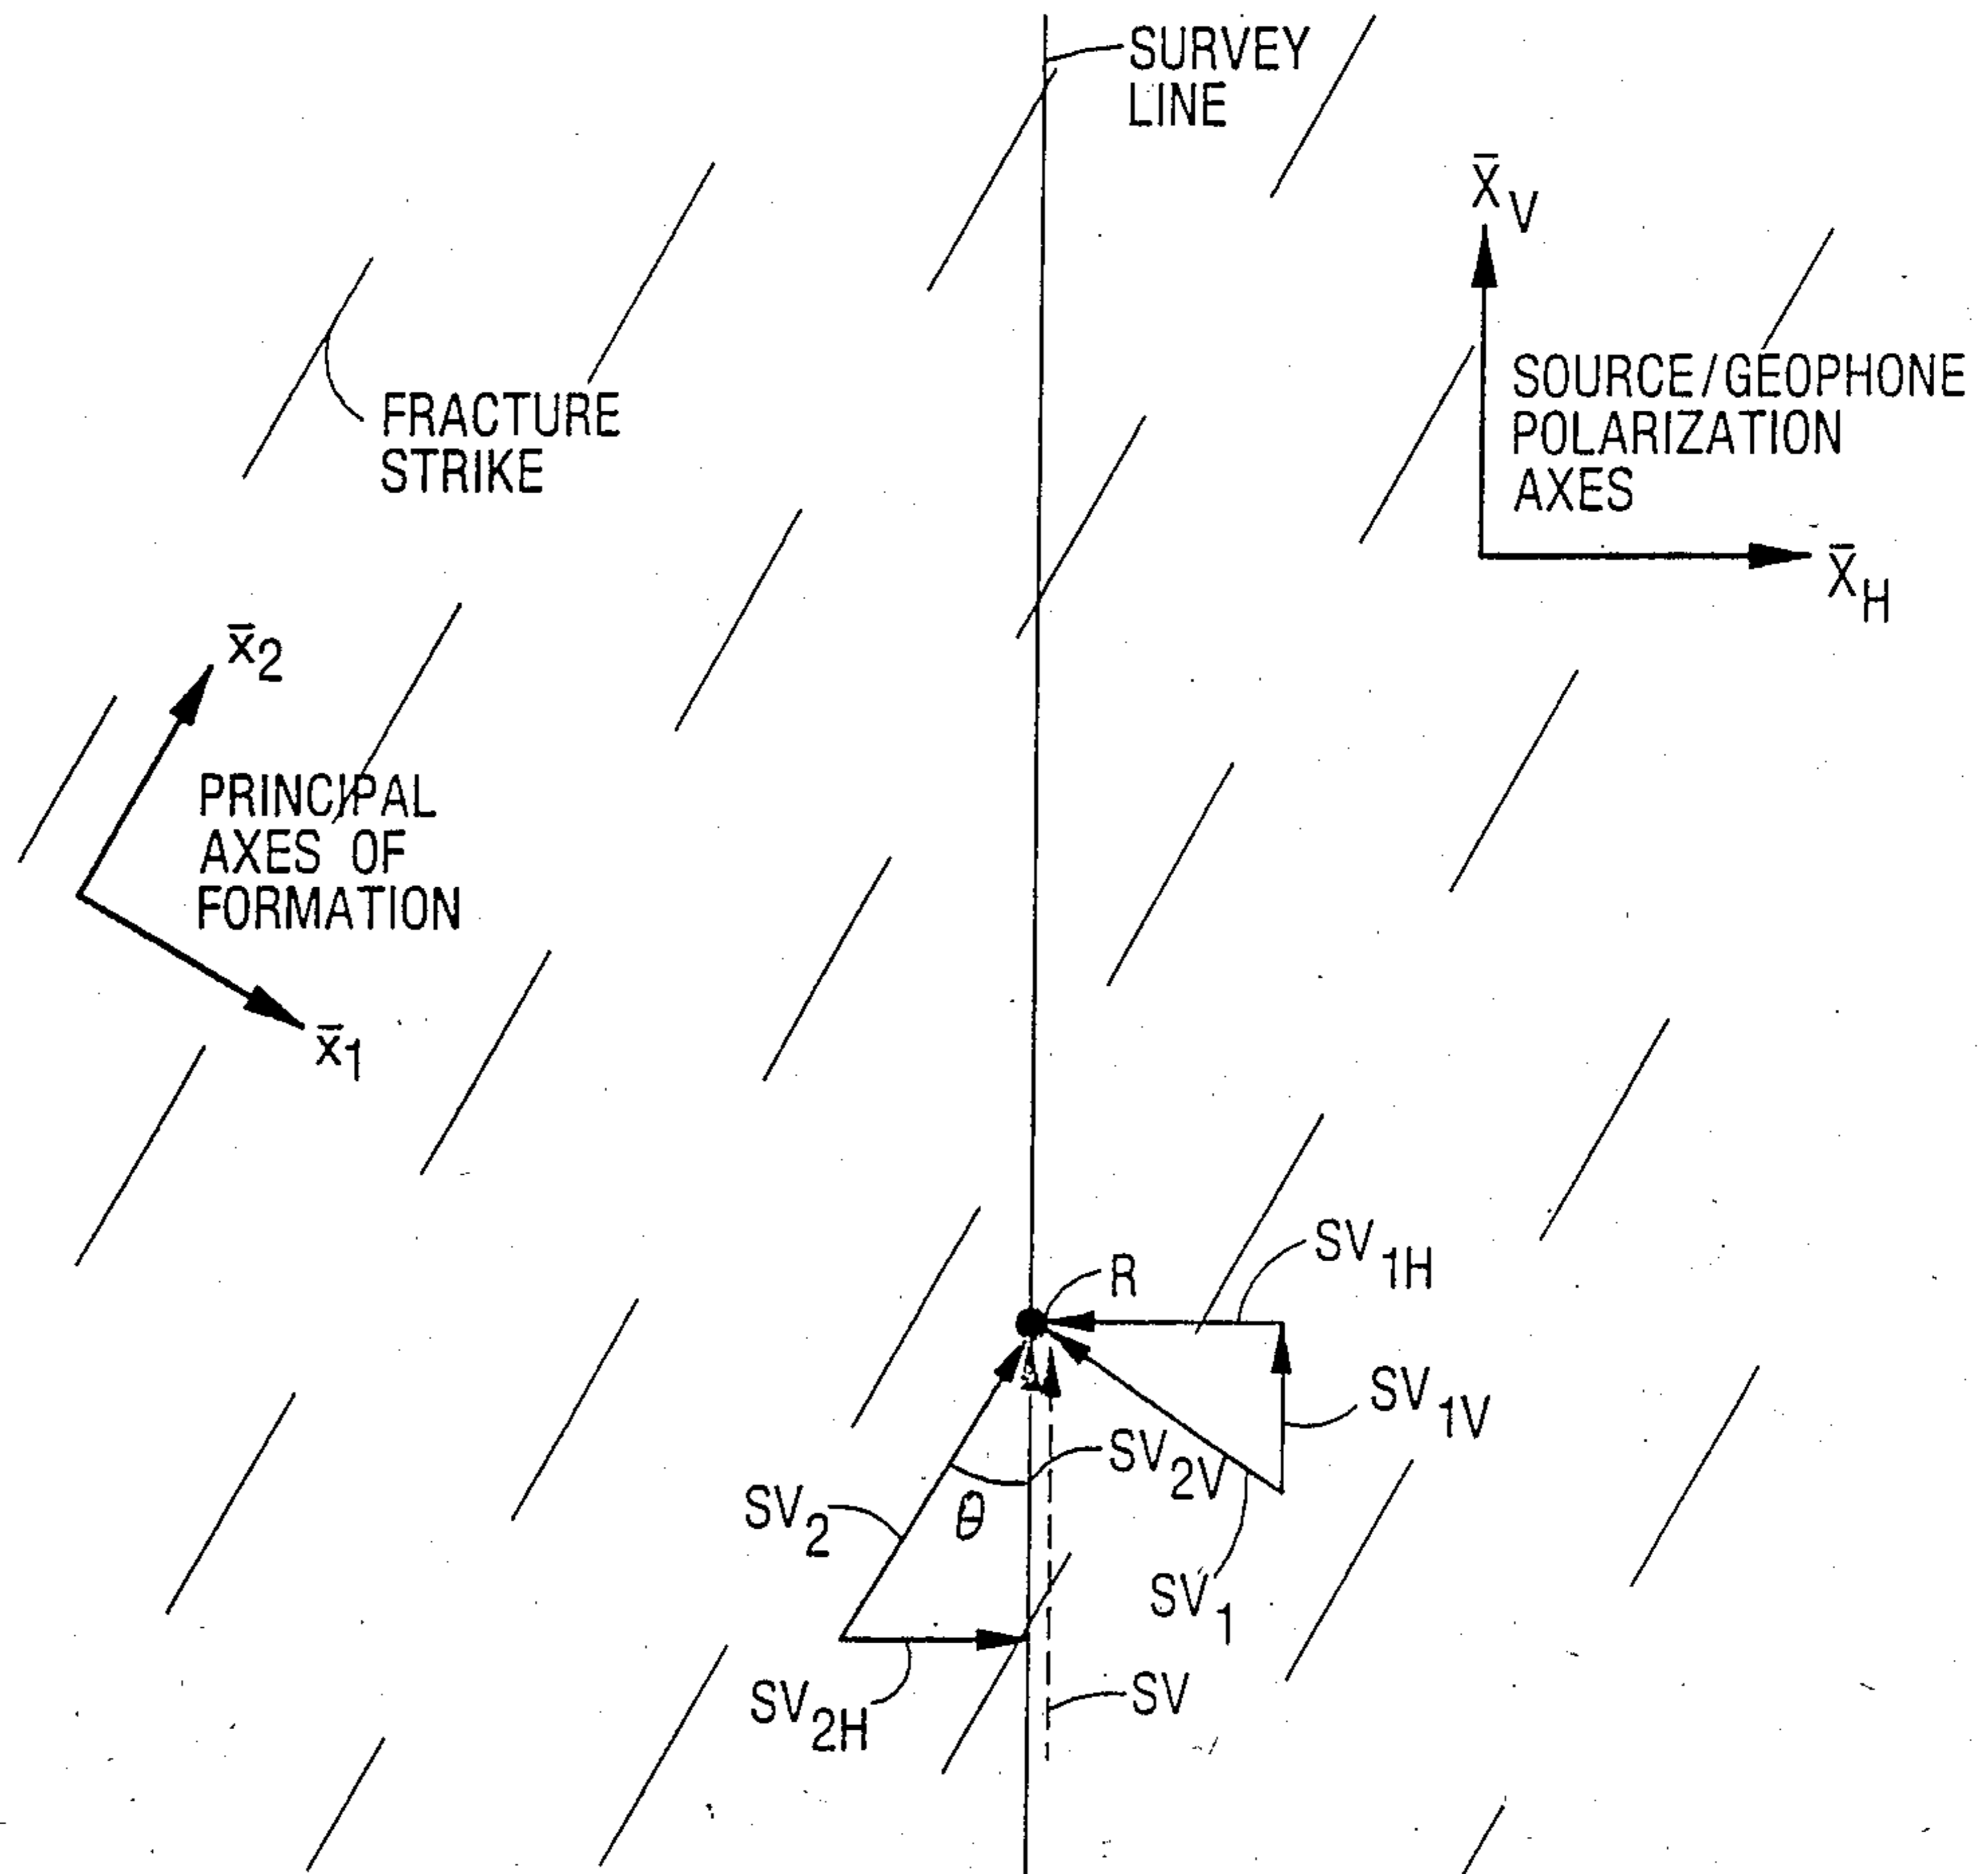 SURVEY
LINE
X̄V
SOURCE/GEOPHONE
POLARIZATION
AXES
X̄H
FRACTURE
STRIKE
x̄2
PRINCIPAL
AXES OF
FORMATION
x̄1
R
SV1H
SV1V
SV2V
SV2
θ
SV1
SV2H
SV